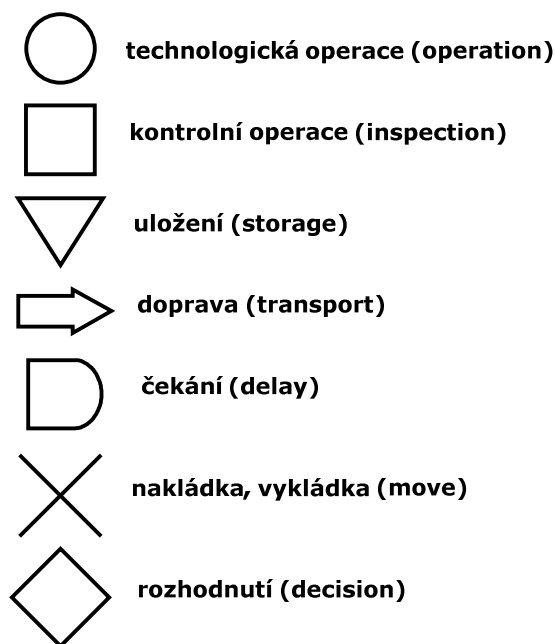 technologická operace (operation)
kontrolní operace (inspection)
uložení (storage)
doprava (transport)
čekání (delay)
nakládka, vykládka (move)
rozhodnutí (decision)